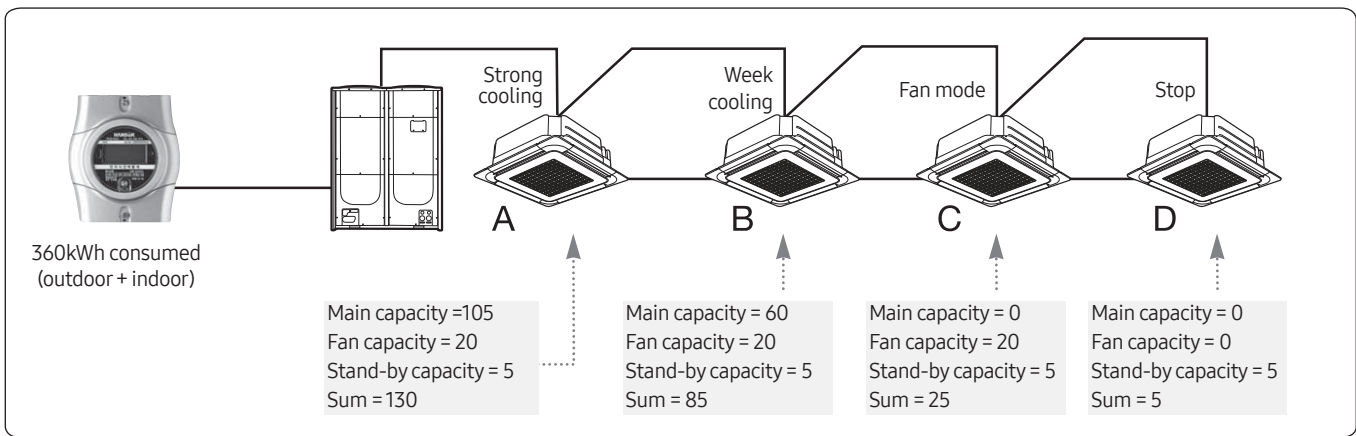 Strong
cooling
Week
cooling
Fan mode
Stop
A
B
C
D
360kWh consumed
(outdoor + indoor)
Main capacity =105
Fan capacity = 20
Stand-by capacity = 5
Sum = 130
Main capacity = 60
Fan capacity = 20
Stand-by capacity = 5
Sum = 85
Main capacity = 0
Fan capacity = 20
Stand-by capacity = 5
Sum = 25
Main capacity = 0
Fan capacity = 0
Stand-by capacity = 5
Sum = 5